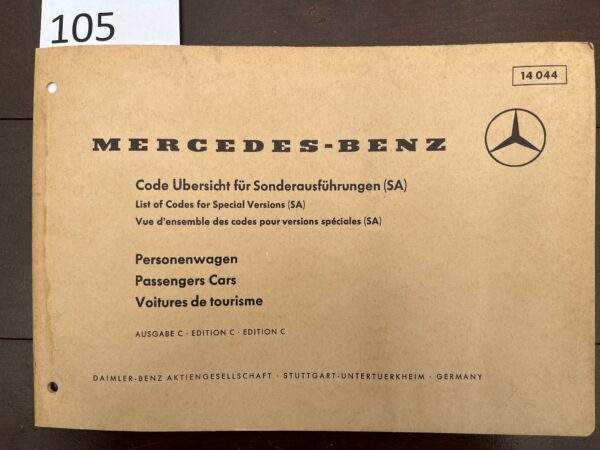 105
14 044
MERCEDES-BENZ
Code Übersicht für Sonderausführungen (SA)
List of Codes for Special Versions (SA)
Vue d'ensemble des codes pour versions spéciales (SA)
Personenwagen
Passengers Cars
Voitures de tourisme
AUSGABE C · EDITION C · EDITION C
DAIMLER-BENZ AKTIENGESELLSCHAFT · STUTTGART-UNTERTUERKHEIM · GERMANY